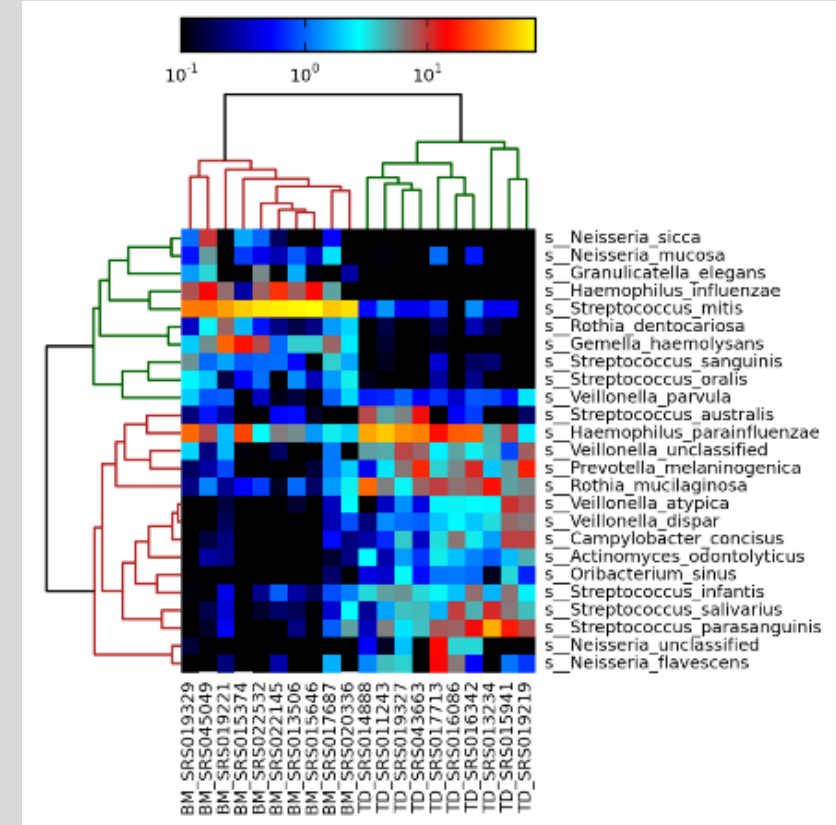 10^-1 10^0 10^1
s__Neisseria_sicca
s__Neisseria_mucosa
s__Granulicatella_elegans
s__Haemophilus_influenzae
s__Streptococcus_mitis
s__Rothia_dentocariosa
s__Gemella_haemolysans
s__Streptococcus_sanguinis
s__Streptococcus_oralis
s__Veillonella_parvula
s__Streptococcus_australis
s__Haemophilus_parainfluenzae
s__Veillonella_unclassified
s__Prevotella_melaninogenica
s__Rothia_mucilaginosa
s__Veillonella_atypica
s__Veillonella_dispar
s__Campylobacter_concisus
s__Actinomyces_odontolyticus
s__Oribacterium_sinus
s__Streptococcus_infantis
s__Streptococcus_salivarius
s__Streptococcus_parasanguinis
s__Neisseria_unclassified
s__Neisseria_flavescens
BM_SRS019329
BM_SRS045049
BM_SRS019221
BM_SRS015374
BM_SRS022532
BM_SRS022145
BM_SRS013506
BM_SRS015646
BM_SRS017687
BM_SRS020336
TD_SRS014888
TD_SRS011243
TD_SRS019327
TD_SRS043663
TD_SRS017713
TD_SRS016086
TD_SRS016342
TD_SRS013234
TD_SRS015941
TD_SRS019219